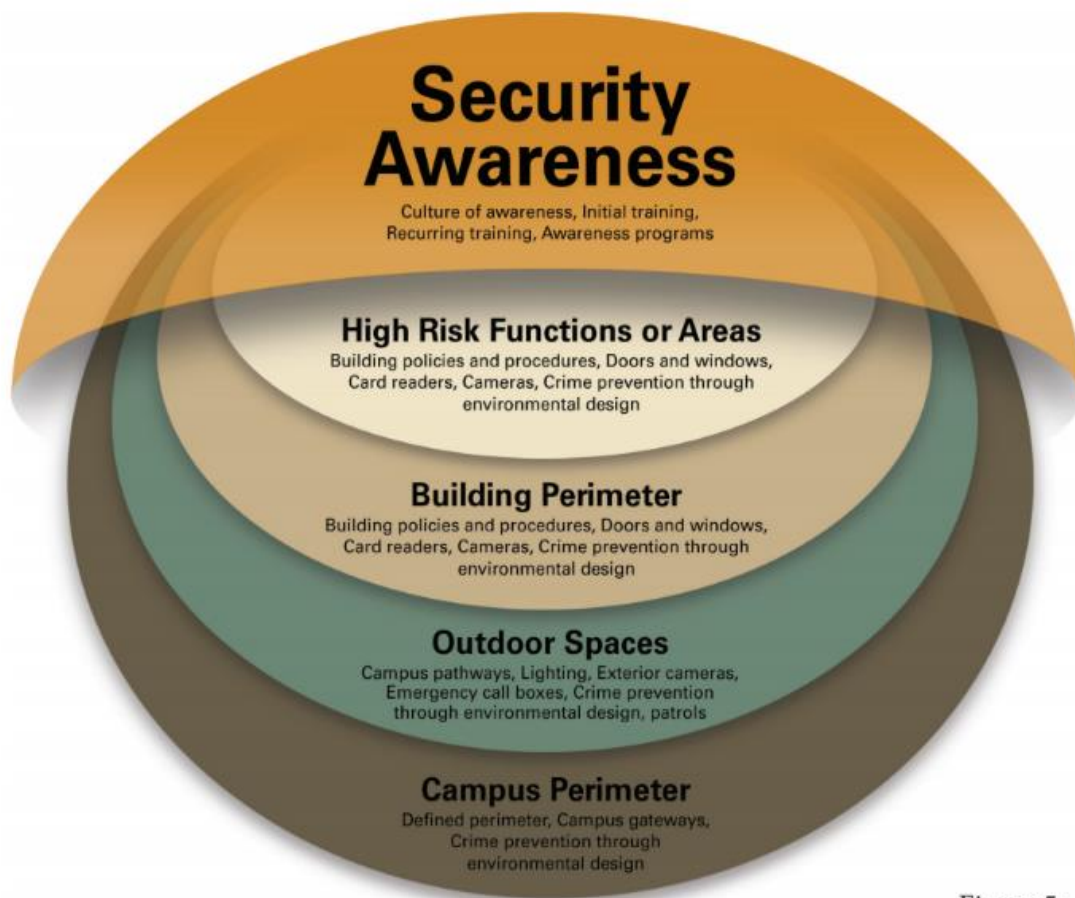 Security
Awareness
Culture of awareness, Initial training,
Recurring training, Awareness programs
High Risk Functions or Areas
Building policies and procedures, Doors and windows,
Card readers, Cameras, Crime prevention through
environmental design
Building Perimeter
Building policies and procedures, Doors and windows,
Card readers, Cameras, Crime prevention through
environmental design
Outdoor Spaces
Campus pathways, Lighting, Exterior cameras,
Emergency call boxes, Crime prevention
through environmental design, patrols
Campus Perimeter
Defined perimeter, Campus gateways,
Crime prevention through
environmental design